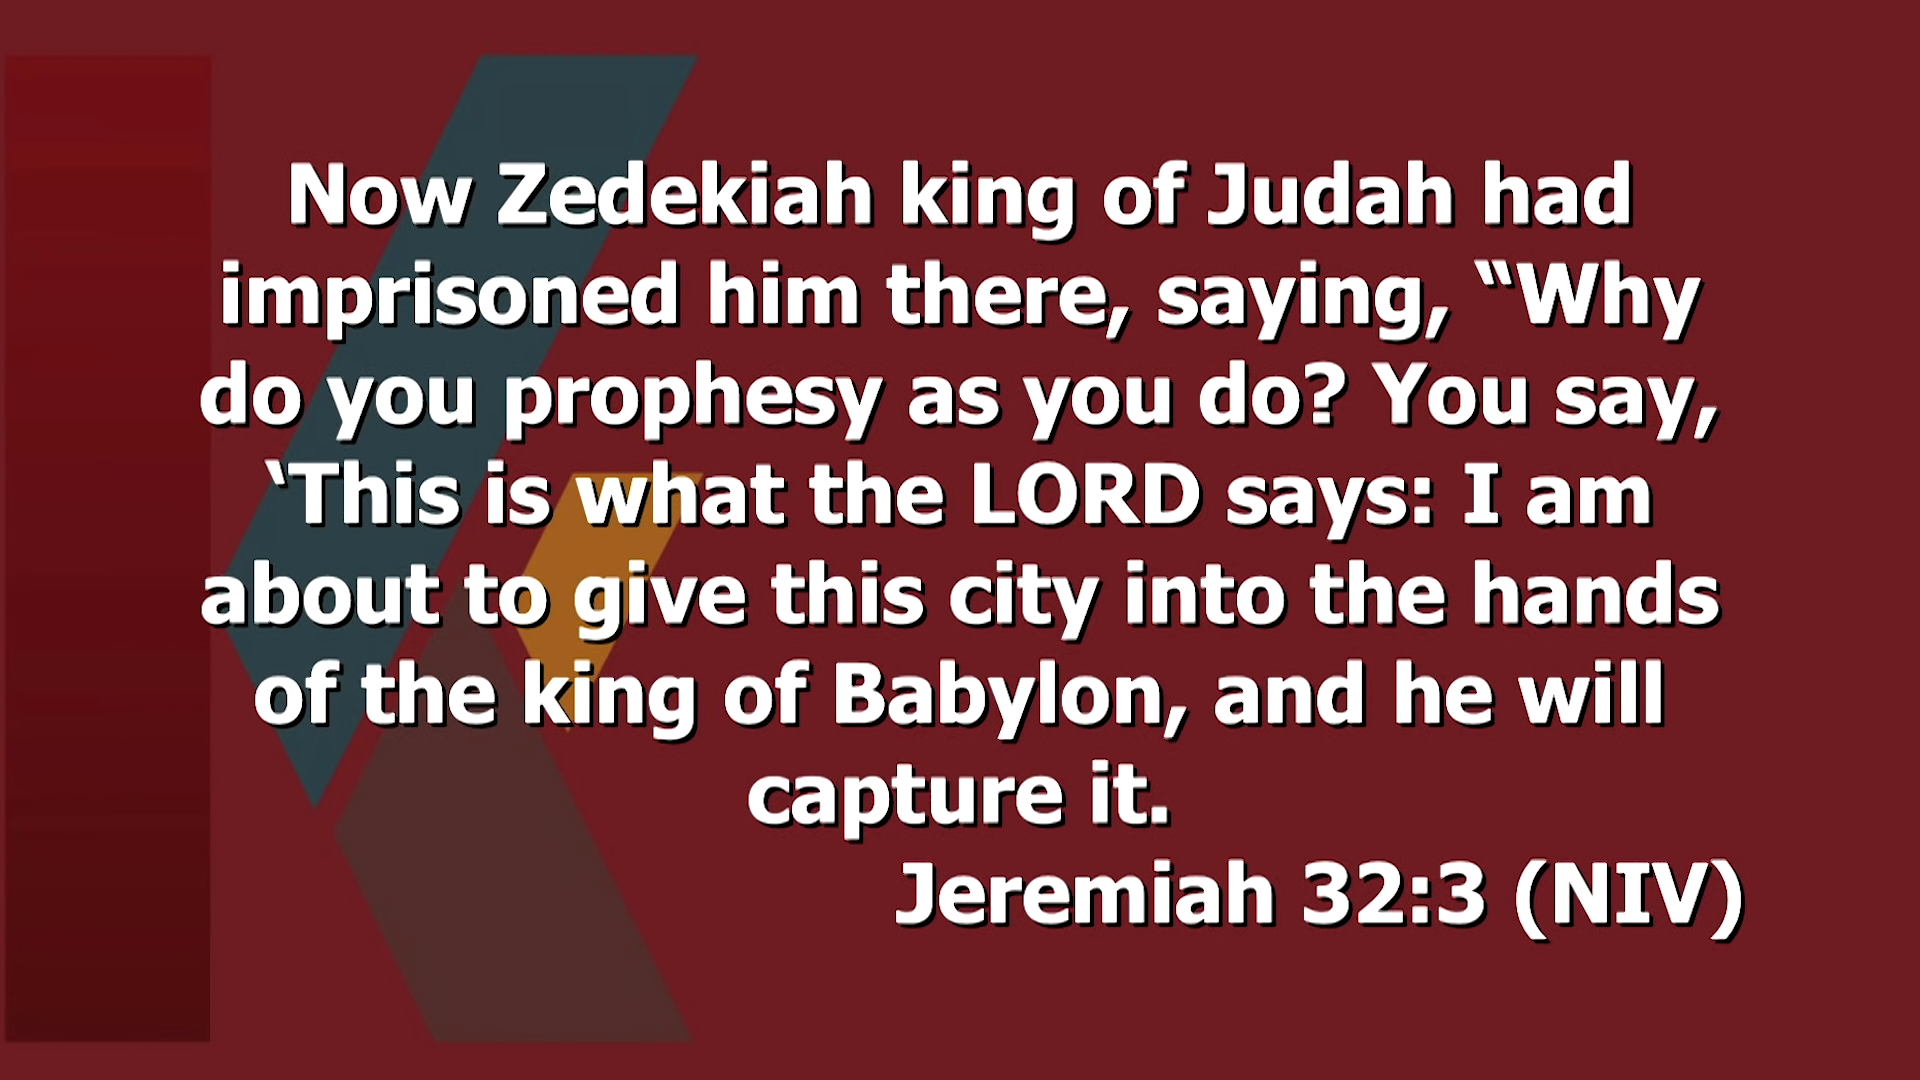 Now Zedekiah king of Judah had
imprisoned him there, saying, “Why
do you prophesy as you do? You say,
‘This is what the LORD says: I am
about to give this city into the hands
of the king of Babylon, and he will
capture it.
Jeremiah 32:3 (NIV)